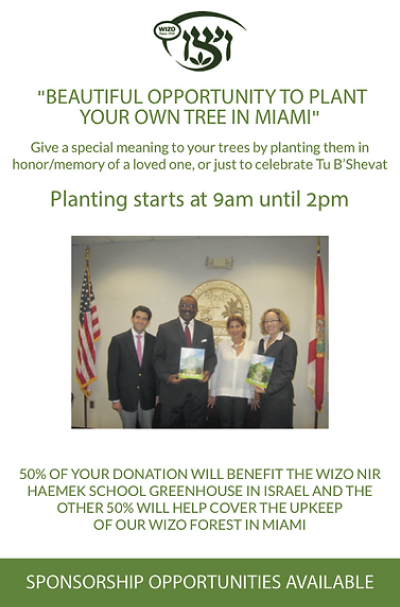 WIZO
ויצו
"BEAUTIFUL OPPORTUNITY TO PLANT
YOUR OWN TREE IN MIAMI"
Give a special meaning to your trees by planting them in
honor/memory of a loved one, or just to celebrate Tu B'Shevat
Planting starts at 9am until 2pm
50% OF YOUR DONATION WILL BENEFIT THE WIZO NIR
HAEMEK SCHOOL GREENHOUSE IN ISRAEL AND THE
OTHER 50% WILL HELP COVER THE UPKEEP
OF OUR WIZO FOREST IN MIAMI
SPONSORSHIP OPPORTUNITIES AVAILABLE